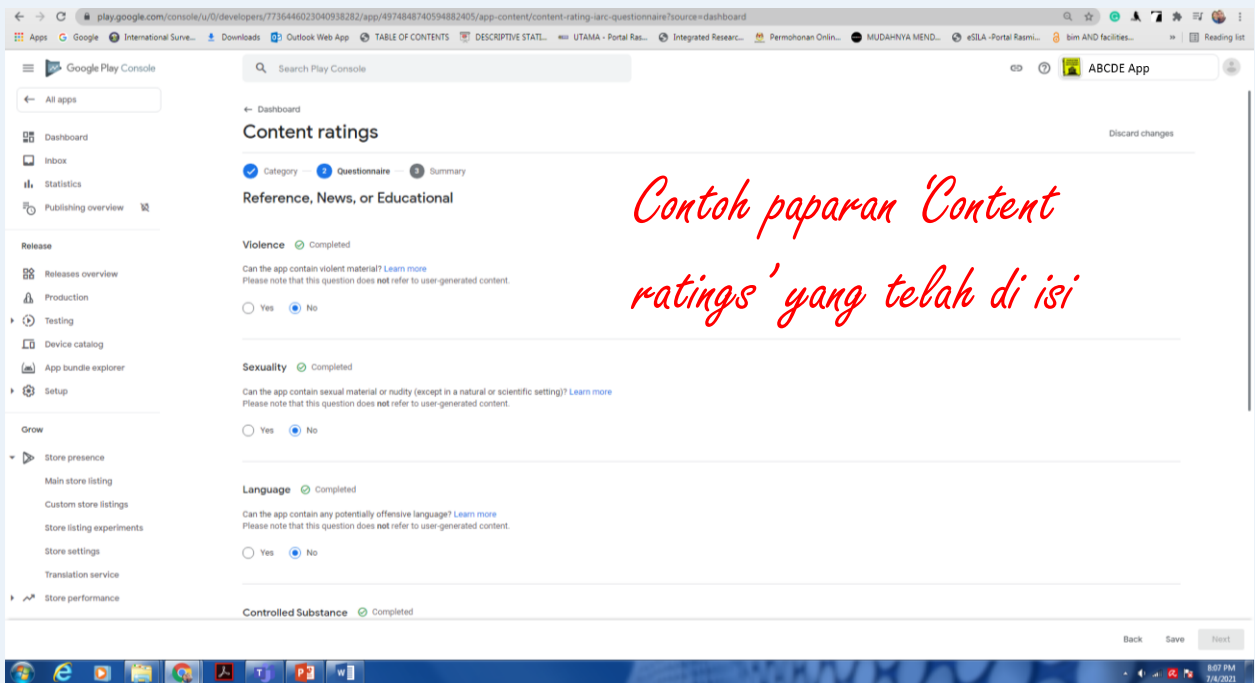 play.google.com/console/u/0/developers/7736446023040938282/app/4974848740594882405/app-content/content-rating-iarc-questionnaire?source=dashboard
Apps Google International Surve... Downloads Outlook Web App TABLE OF CONTENTS DESCRIPTIVE STATI... UTAMA - Portal Ras... Integrated Researc... Permohonan Onlin... MUDAHNYA MEND... eSILA -Portal Rasmi... bim AND facilities... » Reading list
Google Play Console
Search Play Console
ABCDE App
All apps
Dashboard
Inbox
Statistics
Publishing overview
Release
Releases overview
Production
Testing
Device catalog
App bundle explorer
Setup
Grow
Store presence
Main store listing
Custom store listings
Store listing experiments
Store settings
Translation service
Store performance
← Dashboard
Content ratings
Discard changes
Category 2 Questionnaire 3 Summary
Reference, News, or Educational
Contoh paparan 'Content
ratings' yang telah di isi
Violence Completed
Can the app contain violent material? Learn more
Please note that this question does not refer to user-generated content.
Yes No
Sexuality Completed
Can the app contain sexual material or nudity (except in a natural or scientific setting)? Learn more
Please note that this question does not refer to user-generated content.
Yes No
Language Completed
Can the app contain any potentially offensive language? Learn more
Please note that this question does not refer to user-generated content.
Yes No
Controlled Substance Completed
Back Save Next
8:07 PM
7/4/2021